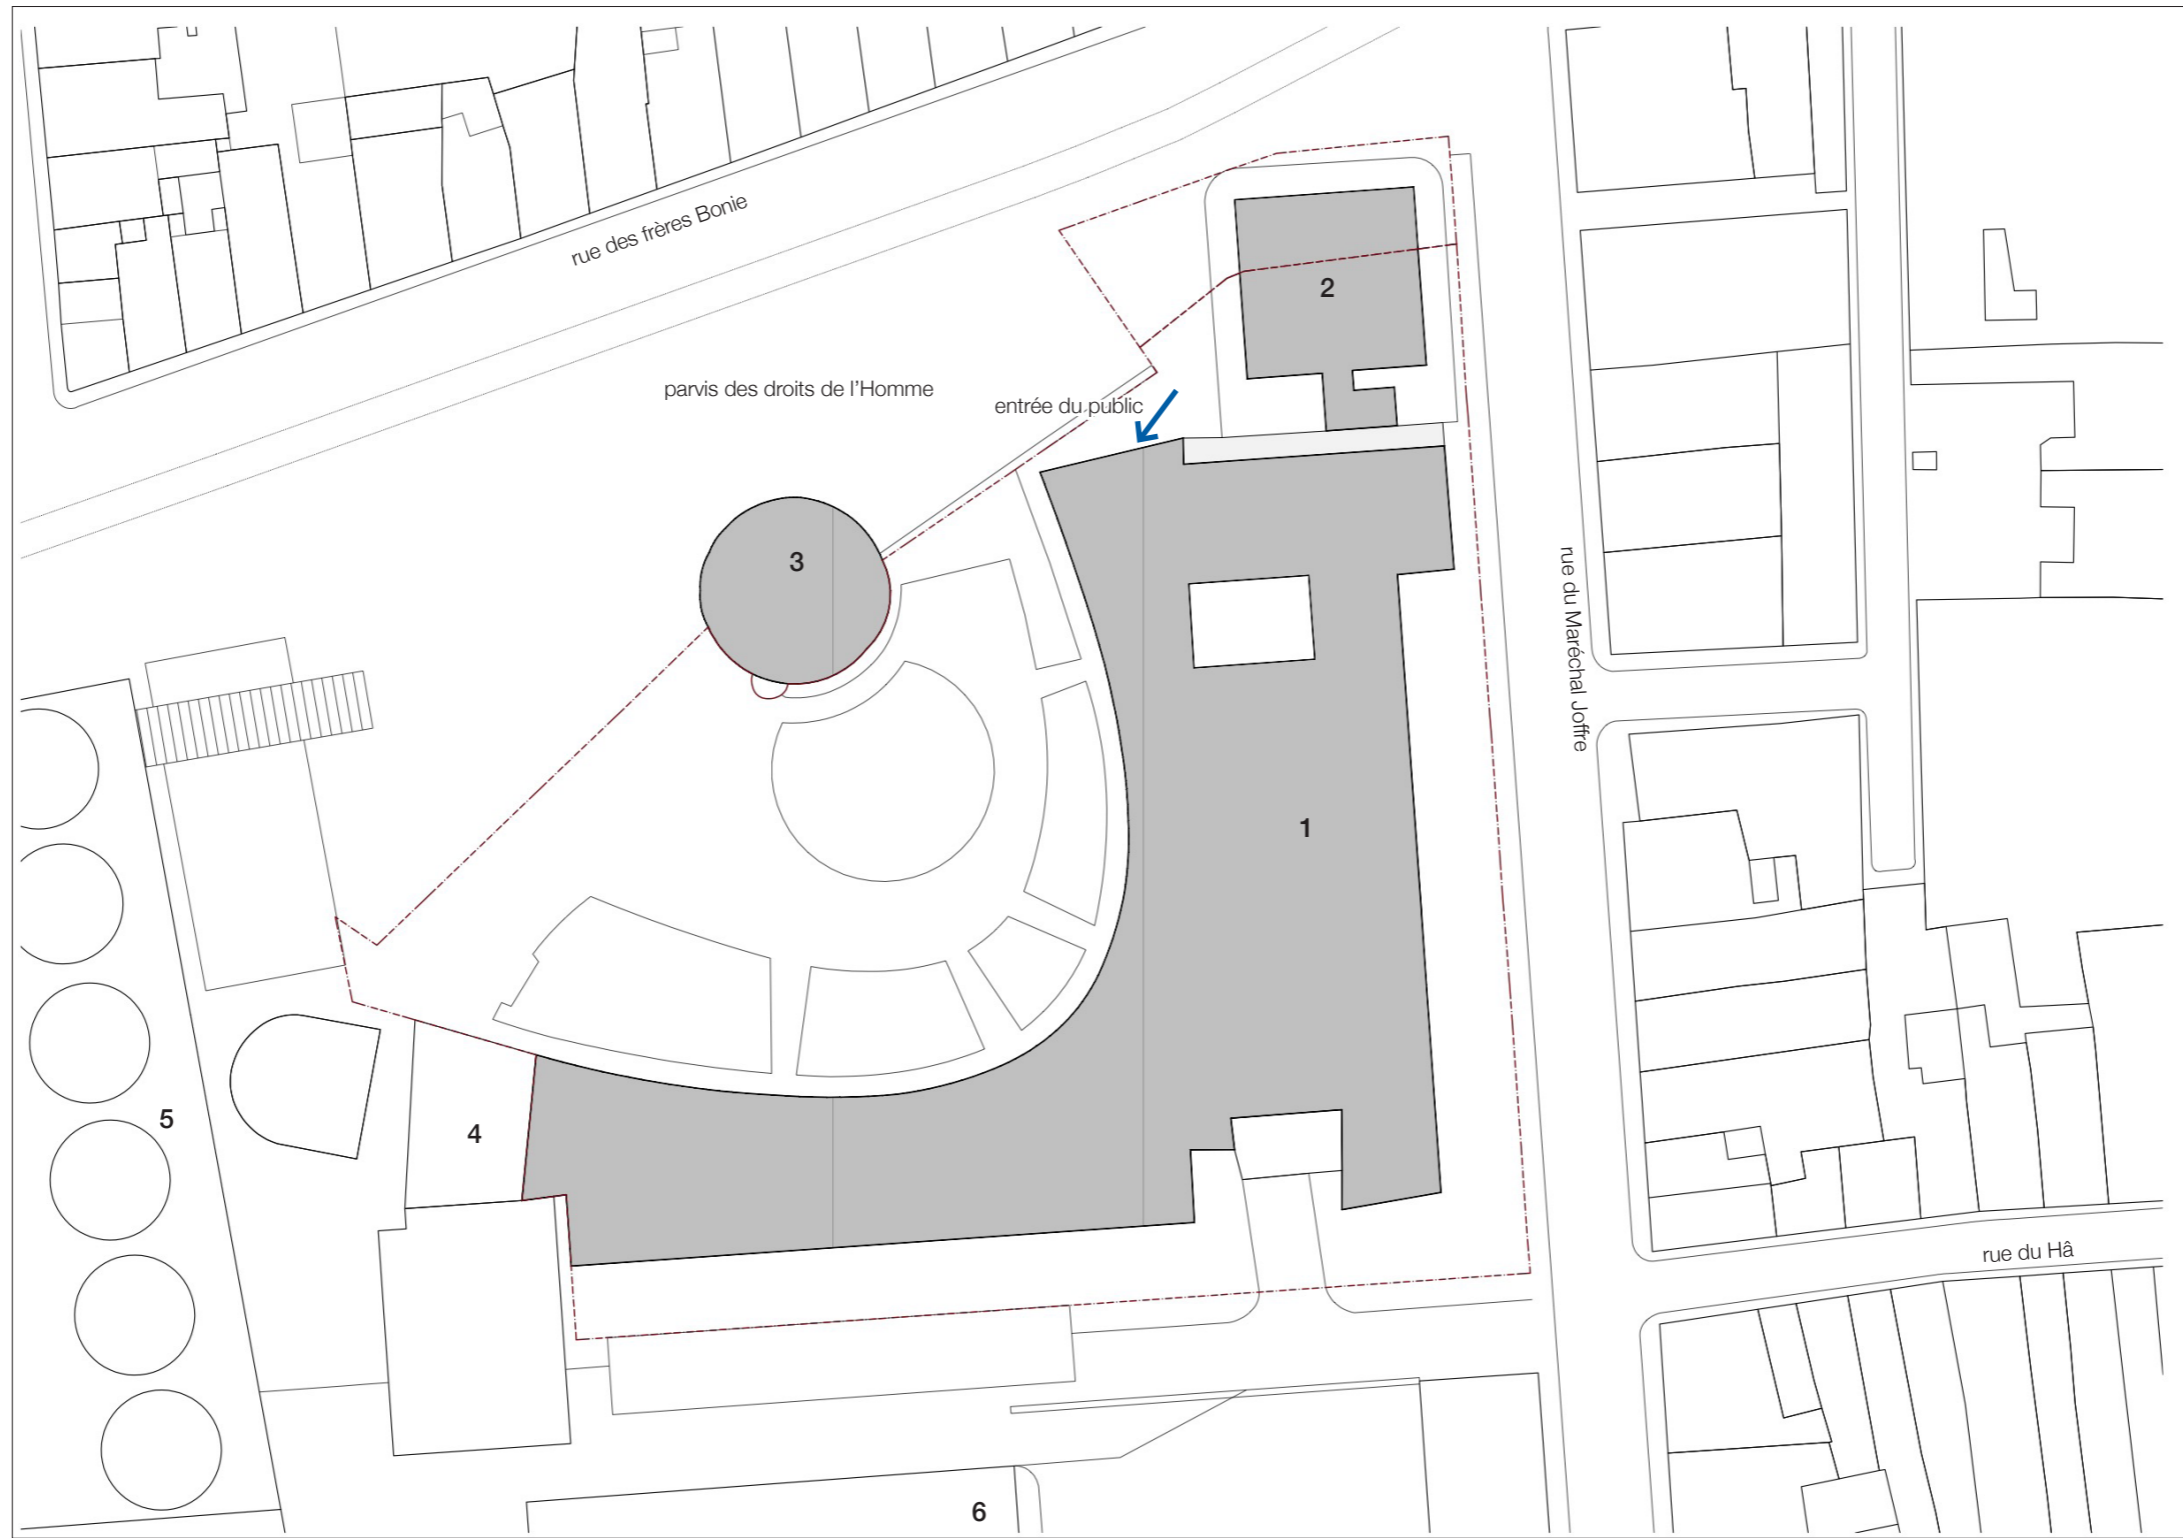 rue des frères Bonie
2
parvis des droits de l'Homme
entrée du public
3
rue du Maréchal Joffre
1
5
4
rue du Hâ
6